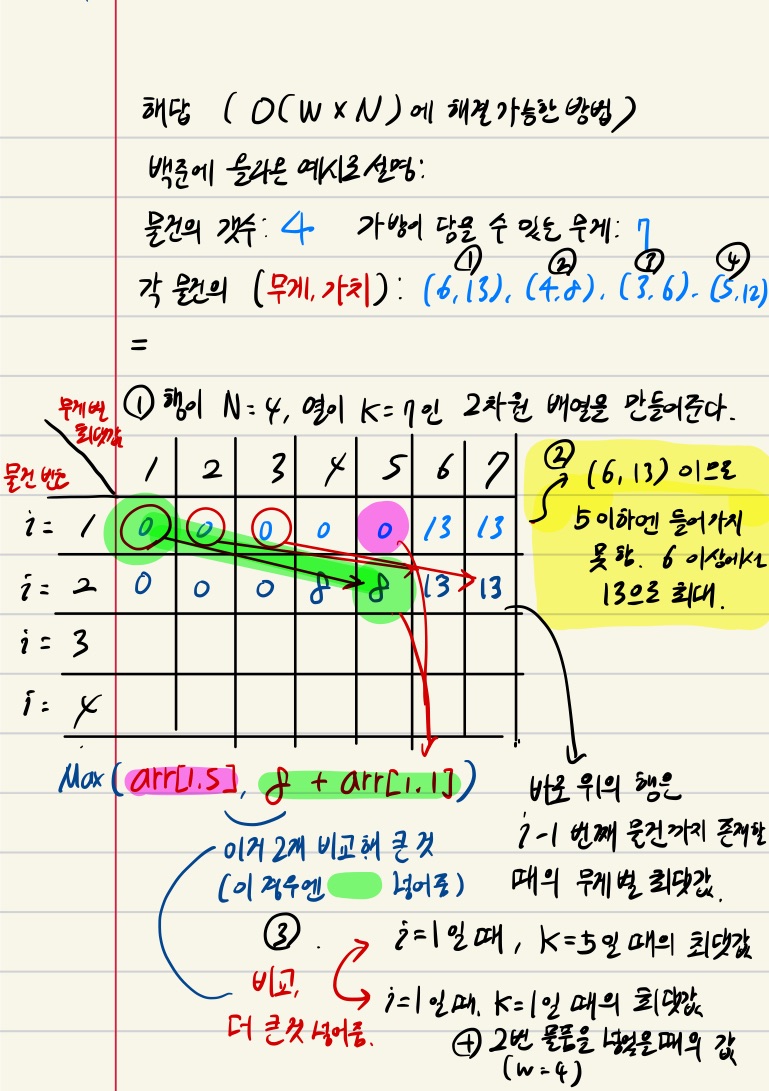 해답 ( O(W × N) 에 해결 가능한 방법)
백준에 올라온 예시로 설명:
물건의 갯수: 4 가방에 담을 수 있는 무게: 7
① ② ③ ④
각 물건의 (무게, 가치): (6,13), (4,8), (3,6), (5,12)
=
① 행이 N=4, 열이 K=7인 2차원 배열을 만들어준다.
무게별
최댓값
물건 번호
1 2 3 4 5 6 7
i = 1 0 0 0 0 0 13 13
i = 2 0 0 0 8 8 13 13
i = 3
i = 4
② (6,13) 이므로
5 이하엔 들어가지
못함. 6 이상에서
13으로 최대.
Max( arr[1,5], 8 + arr[1,1])
이거 2개 비교해 큰 것
(이 경우엔 넣어줌)
바로 위의 행은
i-1 번째 물건까지 존재할
때의 무게별 최댓값.
③.
비교,
더 큰것 넣어줌.
i=1일 때, K=5일 때의 최댓값
i=1일때, K=1일 때의 최댓값
+ 2번 물품을 넣었을때의 값
(w=4)